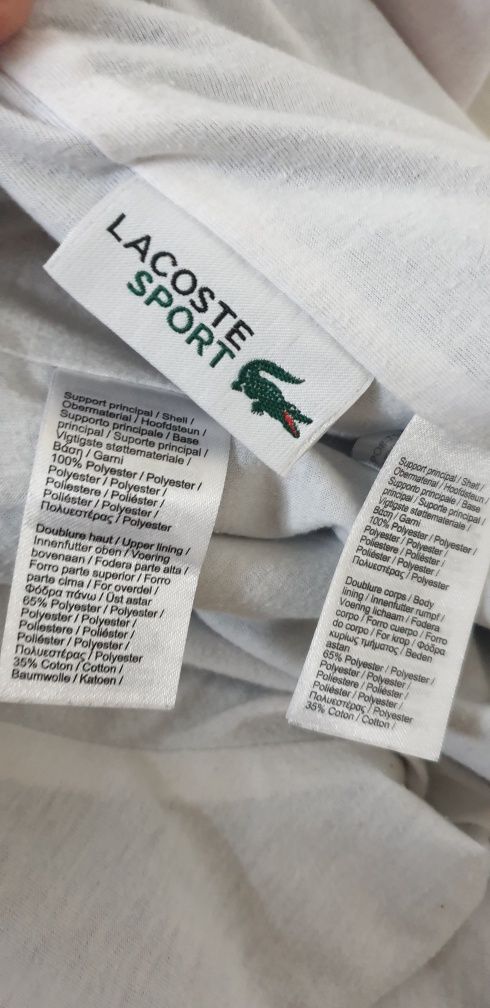 LACOSTE
SPORT
Support principal / Shell /
Obermaterial / Hoofdsteun /
Supporto principale / Base
principal / Suporte principal /
Vigtigste støttemateriale /
Βάση / Garni
100% Polyester / Polyester /
Polyester / Polyester /
Poliestere / Poliéster /
Poliéster / Polyester /
Πολυεστέρας / Polyester
Doublure haut / Upper lining /
Innenfutter oben / Voering
bovenaan / Fodera parte alta /
Forro parte superior / Forro
parte cima / For overdel /
Φόδρα πάνω / Üst astar
65% Polyester / Polyester /
Polyester / Polyester /
Poliestere / Poliéster /
Poliéster / Polyester /
Πολυεστέρας / Polyester
35% Coton / Cotton /
Baumwolle / Katoen /
Support principal / Shell /
Obermaterial / Hoofdsteun /
Supporto principale / Base
principal / Suporte principal /
Vigtigste støttemateriale /
Βάση / Garni
100% Polyester / Polyester /
Polyester / Polyester /
Poliestere / Poliéster /
Poliéster / Polyester /
Πολυεστέρας / Polyester
Doublure corps / Body
lining / Innenfutter rumpf /
Voering lichaam / Fodera
corpo / Forro cuerpo / Forro
do corpo / For krop / Φόδρα
κυρίως τμήματος / Beden
astarı
65% Polyester / Polyester /
Polyester / Polyester /
Poliestere / Poliéster /
Poliéster / Polyester /
Πολυεστέρας / Polyester
35% Coton / Cotton /